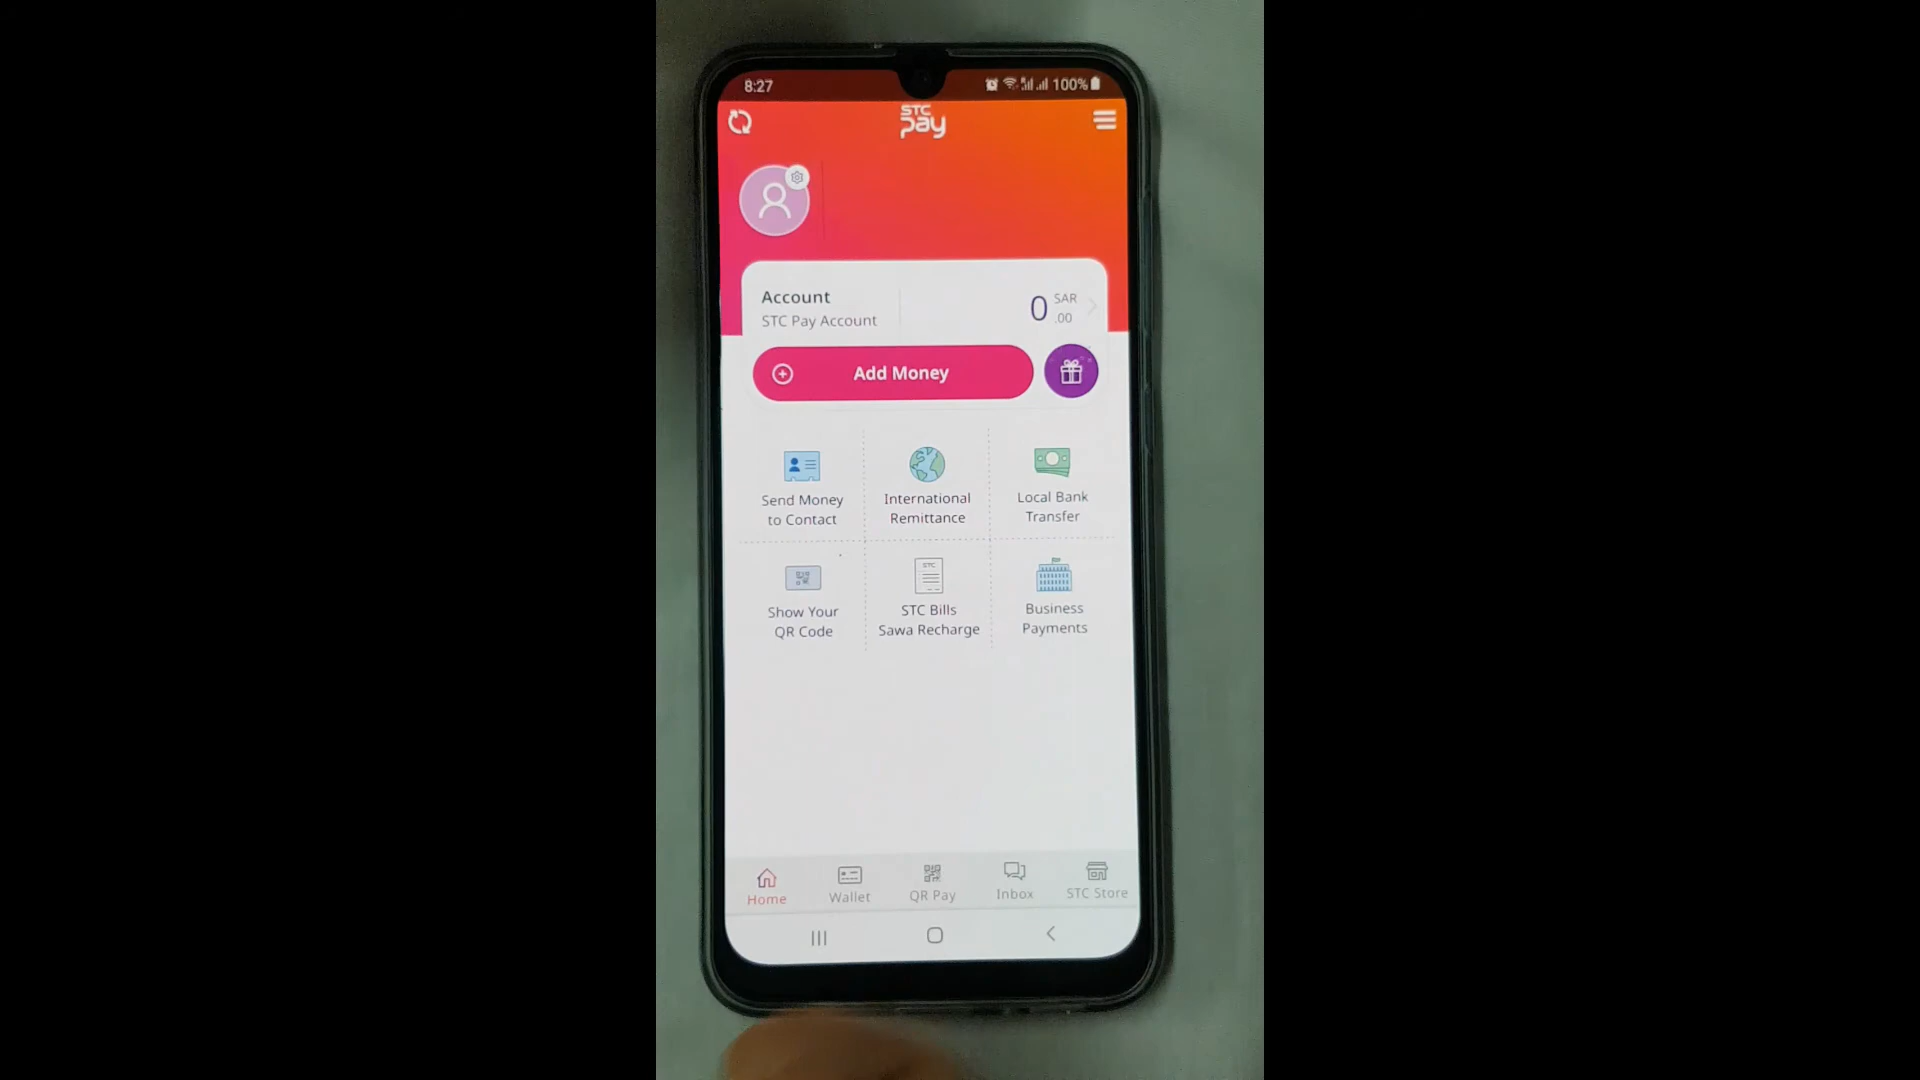 8:27
100%
STC
pay
Account
STC Pay Account
0
SAR
.00
Add Money
Send Money
to Contact
International
Remittance
Local Bank
Transfer
Show Your
QR Code
STC
STC Bills
Sawa Recharge
Business
Payments
Home
Wallet
QR Pay
Inbox
STC Store